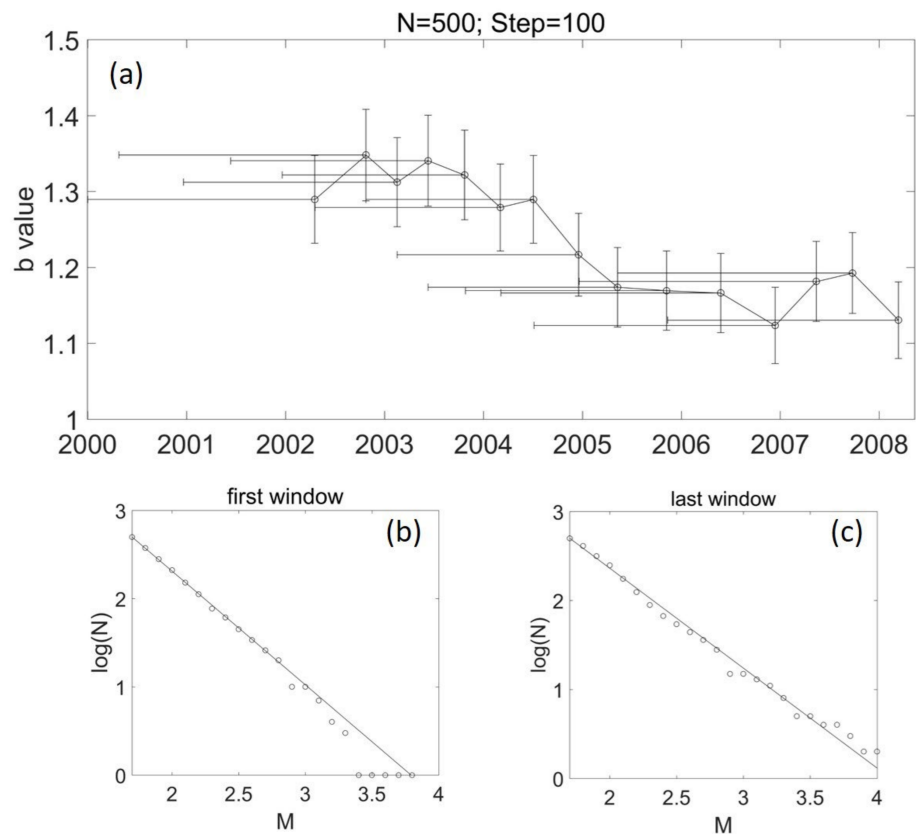 N=500; Step=100
(a)
b value
1.5
1.4
1.3
1.2
1.1
1
2000 2001 2002 2003 2004 2005 2006 2007 2008
first window
(b)
log(N)
3
2
1
0
2 2.5 3 3.5 4
M
last window
(c)
log(N)
3
2
1
0
2 2.5 3 3.5 4
M